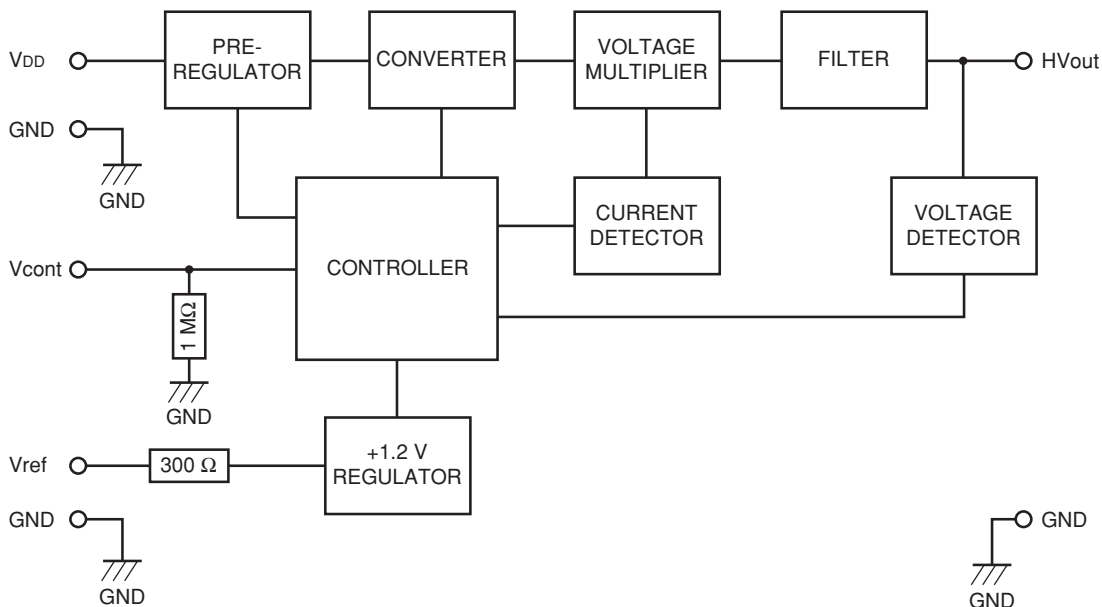 VDD
PRE-
REGULATOR
CONVERTER
VOLTAGE
MULTIPLIER
FILTER
HVout
GND
GND
CURRENT
DETECTOR
VOLTAGE
DETECTOR
Vcont
CONTROLLER
1 MΩ
GND
Vref
300 Ω
+1.2 V
REGULATOR
GND
GND
GND
GND